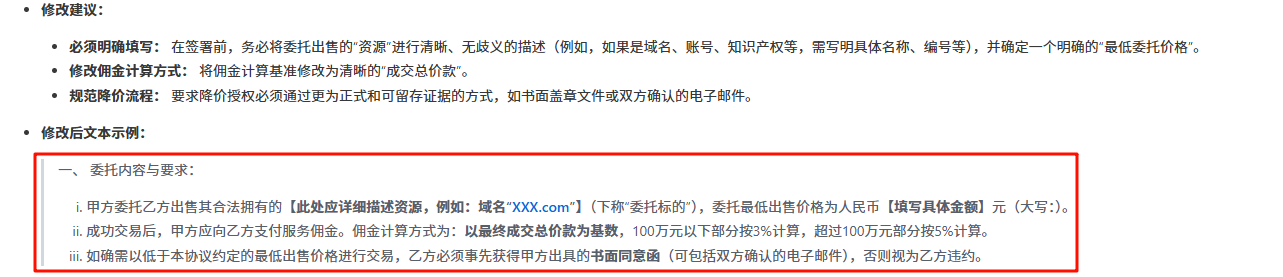 修改建议：
必须明确填写： 在签署前，务必将委托出售的“资源”进行清晰、无歧义的描述（例如，如果是域名、账号、知识产权等，需写明具体名称、编号等），并确定一个明确的“最低委托价格”。
修改佣金计算方式： 将佣金计算基准修改为清晰的“成交总价款”。
规范降价流程： 要求降价授权必须通过更为正式和可留存证据的方式，如书面盖章文件或双方确认的电子邮件。
修改后文本示例：
一、 委托内容与要求：
i. 甲方委托乙方出售其合法拥有的【此处应详细描述资源，例如：域名“XXX.com”】（下称“委托标的”），委托最低出售价格为人民币【填写具体金额】元（大写：）。
ii. 成功交易后，甲方应向乙方支付服务佣金。佣金计算方式为：以最终成交总价款为基数，100万元以下部分按3%计算，超过100万元部分按5%计算。
iii. 如确需以低于本协议约定的最低出售价格进行交易，乙方必须事先获得甲方出具的书面同意函（可包括双方确认的电子邮件），否则视为乙方违约。